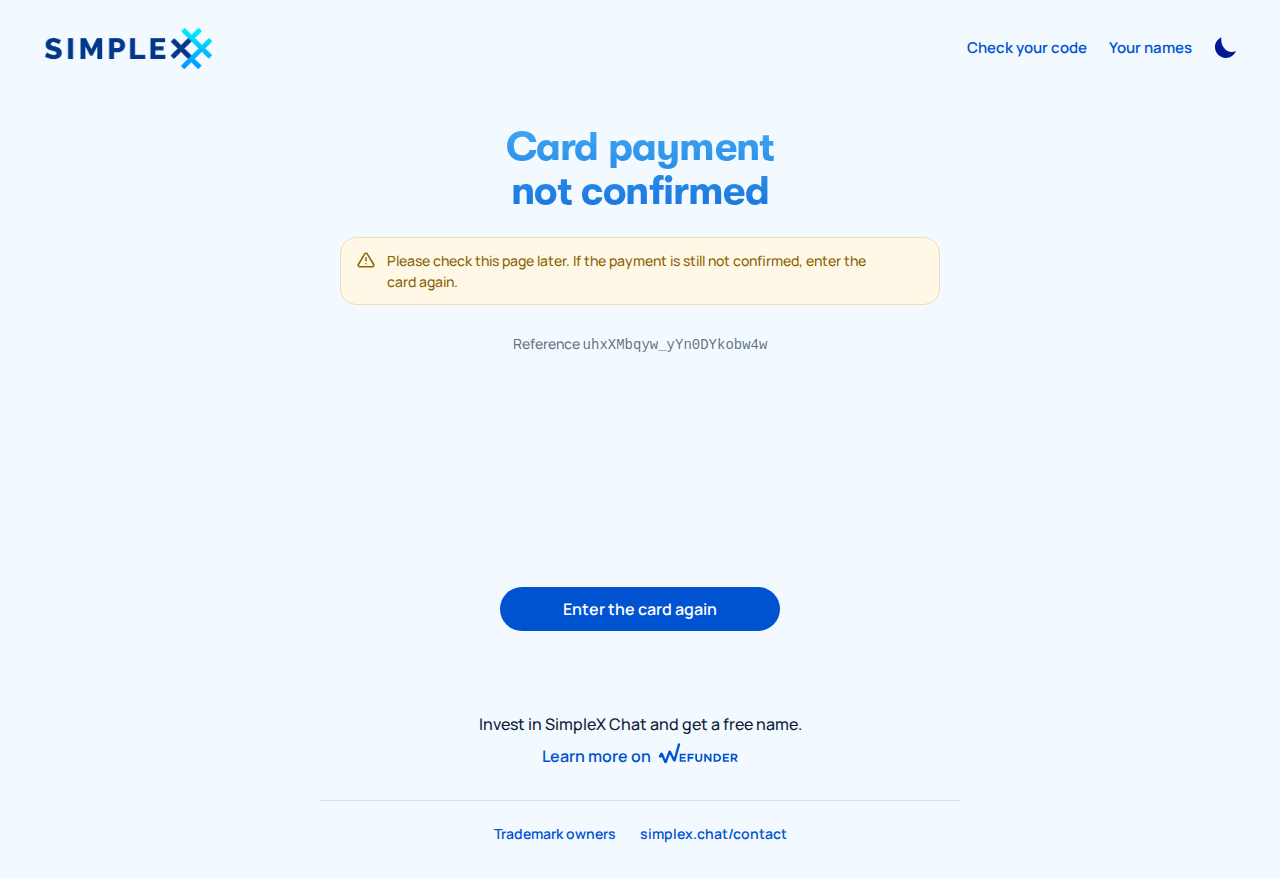 SIMPLEX
Check your code
Your names
Card payment
not confirmed
Please check this page later. If the payment is still not confirmed, enter the
card again.
Reference uhxXMbqyw_yYn0DYkobw4w
Enter the card again
Invest in SimpleX Chat and get a free name.
Learn more on WEFUNDER
Trademark owners
simplex.chat/contact